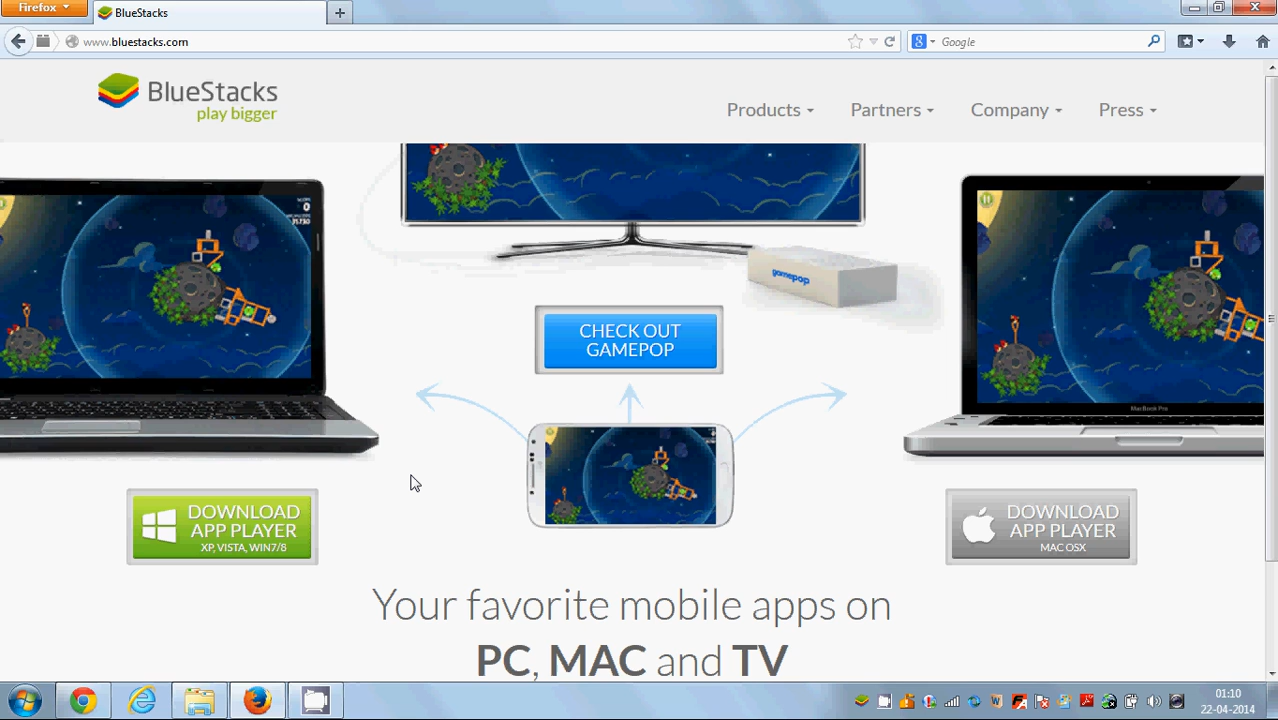 Firefox
BlueStacks
www.bluestacks.com
Google
BlueStacks
play bigger
Products
Partners
Company
Press
gamepop
CHECK OUT
GAMEPOP
MacBook Pro
DOWNLOAD
APP PLAYER
XP, VISTA, WIN7/8
DOWNLOAD
APP PLAYER
MAC OSX
Your favorite mobile apps on
PC, MAC and TV
01:10
22-04-2014